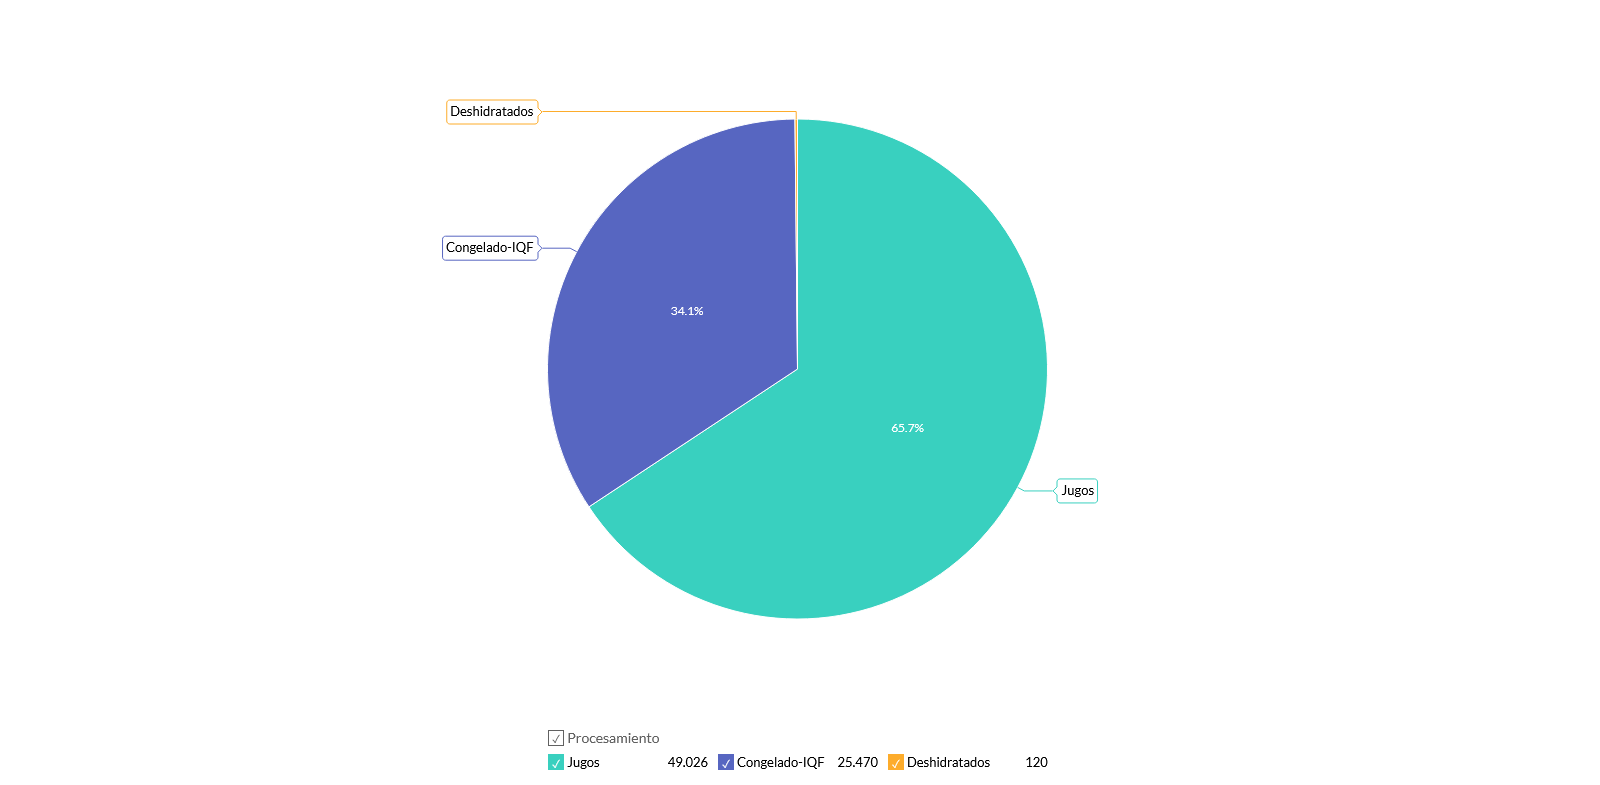 Deshidratados
Congelado-IQF
34.1%
65.7%
Jugos
Procesamiento
Jugos 49.026 Congelado-IQF 25.470 Deshidratados 120